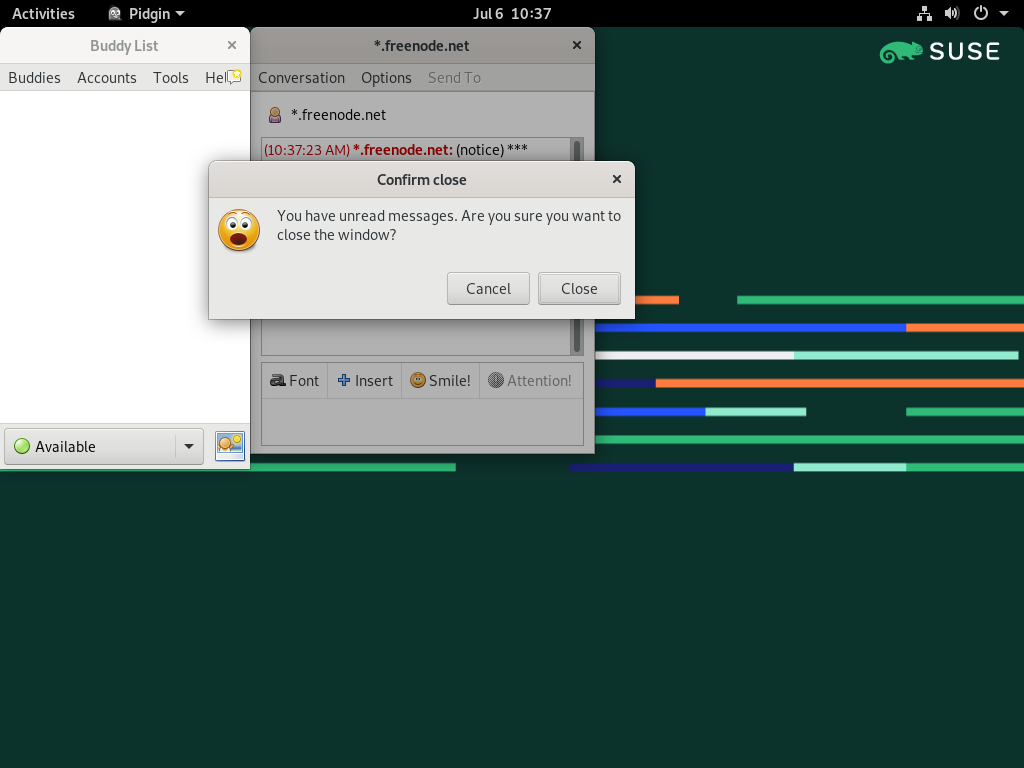 Activities Pidgin Jul 6 10:37
Buddy List
*.freenode.net
SUSE
Buddies Accounts Tools Hel
Conversation Options Send To
*.freenode.net
(10:37:23 AM) *.freenode.net: (notice) ***
Confirm close
You have unread messages. Are you sure you want to
close the window?
Cancel Close
Font Insert Smile! Attention!
Available